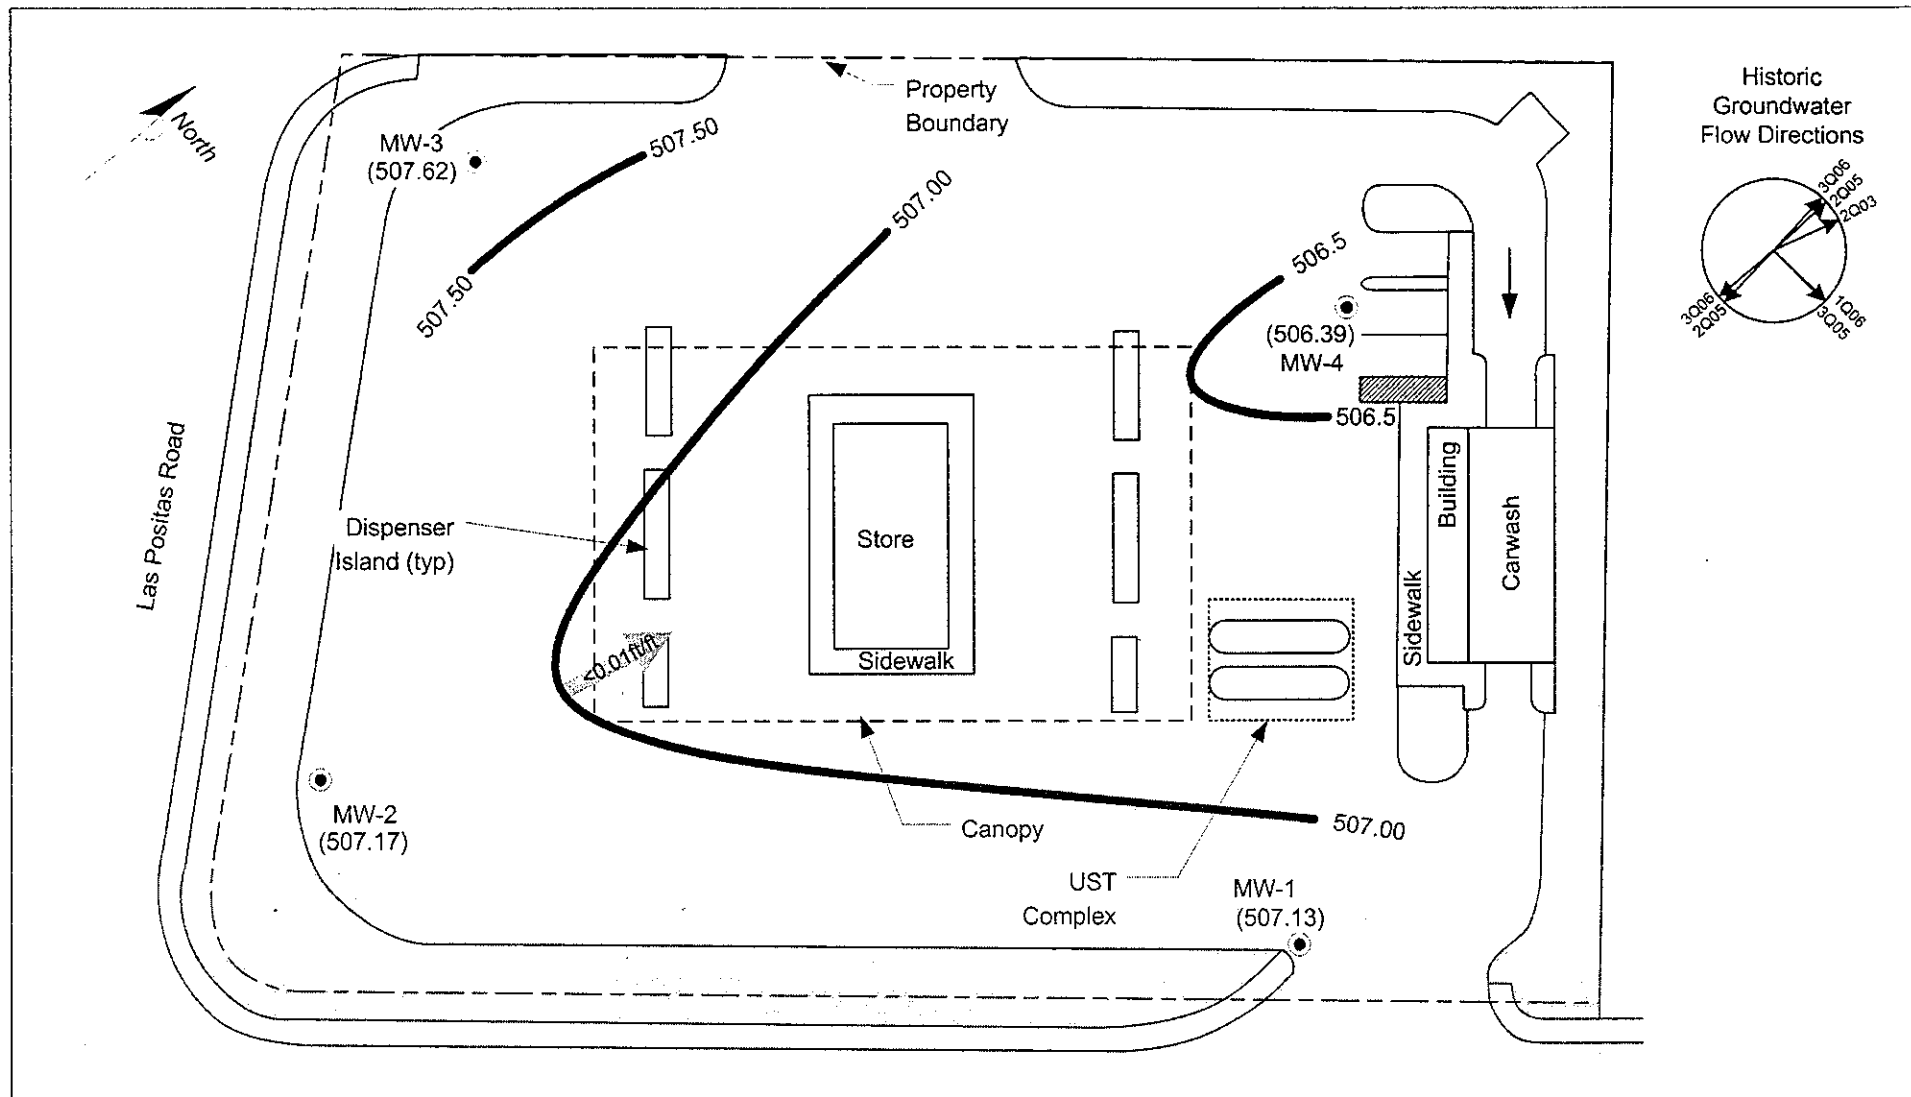 North
MW-3
(507.62)
507.50
507.50
Property
Boundary
507.00
506.5
(506.39)
MW-4
506.5
Historic
Groundwater
Flow Directions
3Q06
2Q05
2Q03
1Q06
3Q05
3Q06
2Q05
Las Positas Road
Dispenser
Island (typ)
Store
Sidewalk
<0.01ft/ft
Building
Carwash
Sidewalk
MW-2
(507.17)
Canopy
507.00
UST
Complex
MW-1
(507.13)